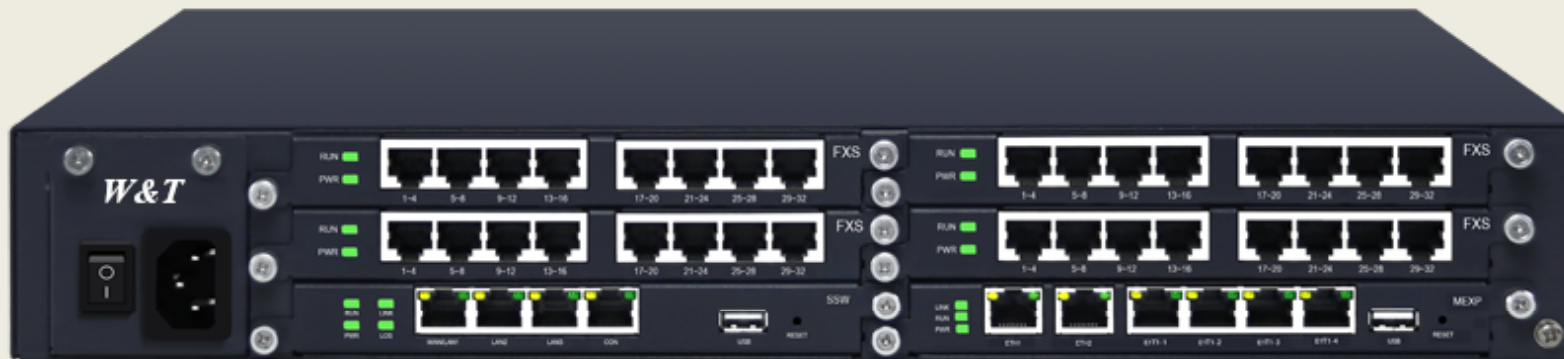 W&T
RUN
PWR
1~4 5~8 9~12 13~16 17~20 21~24 25~28 29~32
FXS
RUN
PWR
1~4 5~8 9~12 13~16 17~20 21~24 25~28 29~32
FXS
RUN
PWR
1~4 5~8 9~12 13~16 17~20 21~24 25~28 29~32
FXS
RUN
PWR
1~4 5~8 9~12 13~16 17~20 21~24 25~28 29~32
FXS
RUN LINK
PWR
LAN2 LAN3 CON USB RESET
SSW
LINK
RUN
PWR
ETH1 ETH2 E1/T1-1 E1/T1-2 E1/T1-3 E1/T1-4 USB RESET
MEXP